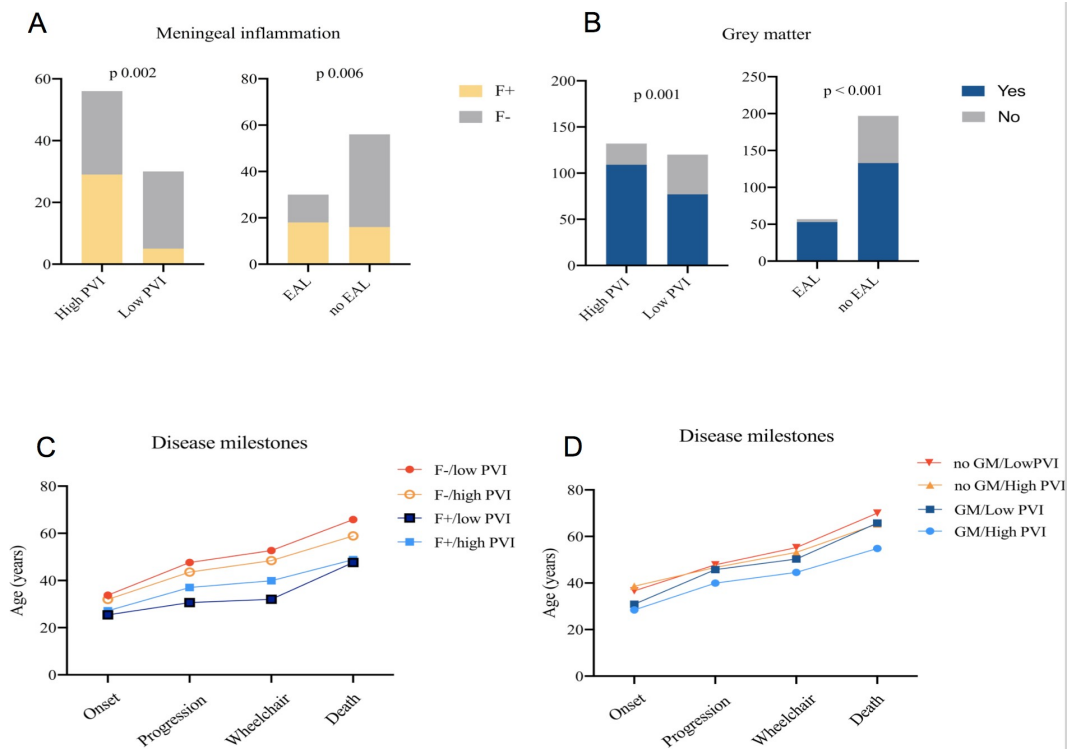 A
Meningeal inflammation
p 0.002
60
40
20
0
High PVI
Low PVI
p 0.006
80
60
40
20
0
EAL
no EAL
F+
F-
B
Grey matter
p 0.001
200
150
100
50
0
High PVI
Low PVI
p < 0.001
250
200
150
100
50
0
EAL
no EAL
Yes
No
C
Disease milestones
F-/low PVI
F-/high PVI
F+/low PVI
F+/high PVI
Age (years)
80
60
40
20
0
Onset
Progression
Wheelchair
Death
D
Disease milestones
no GM/LowPVI
no GM/High PVI
GM/Low PVI
GM/High PVI
Age (years)
80
60
40
20
0
Onset
Progression
Wheelchair
Death